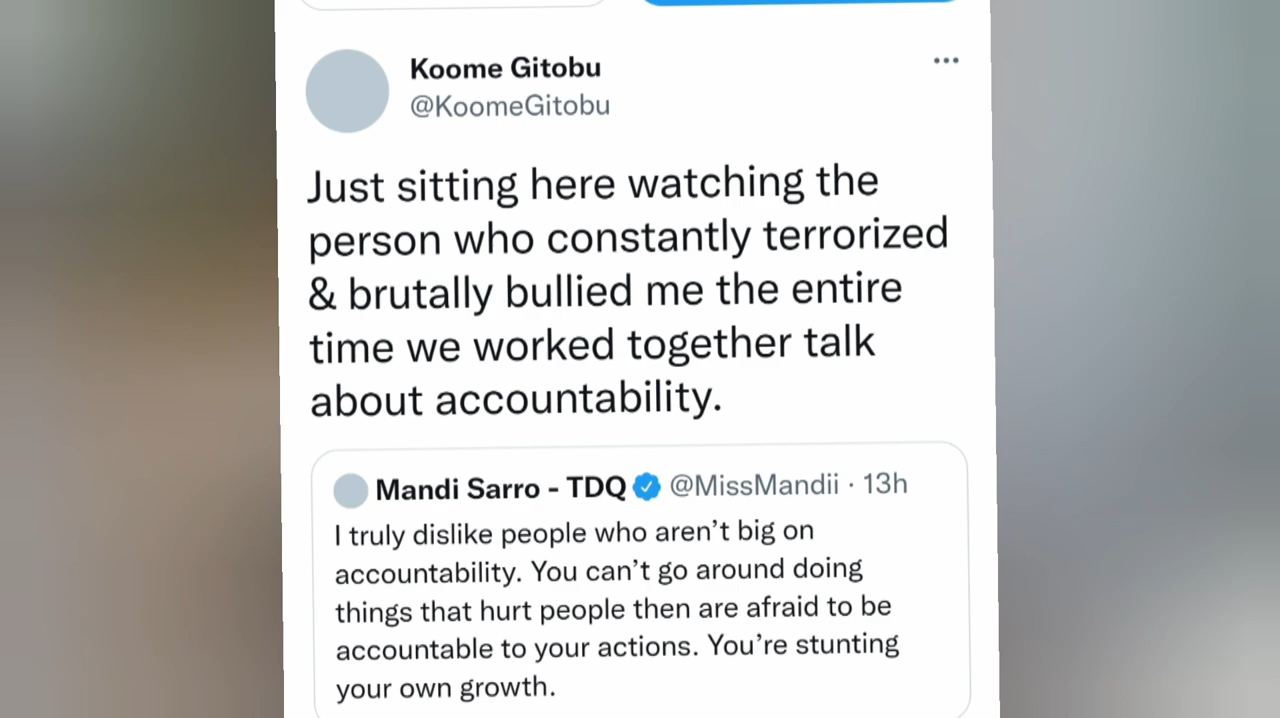 Koome Gitobu
@KoomeGitobu
Just sitting here watching the
person who constantly terrorized
& brutally bullied me the entire
time we worked together talk
about accountability.
Mandi Sarro - TDQ @MissMandii · 13h
I truly dislike people who aren’t big on
accountability. You can’t go around doing
things that hurt people then are afraid to be
accountable to your actions. You’re stunting
your own growth.